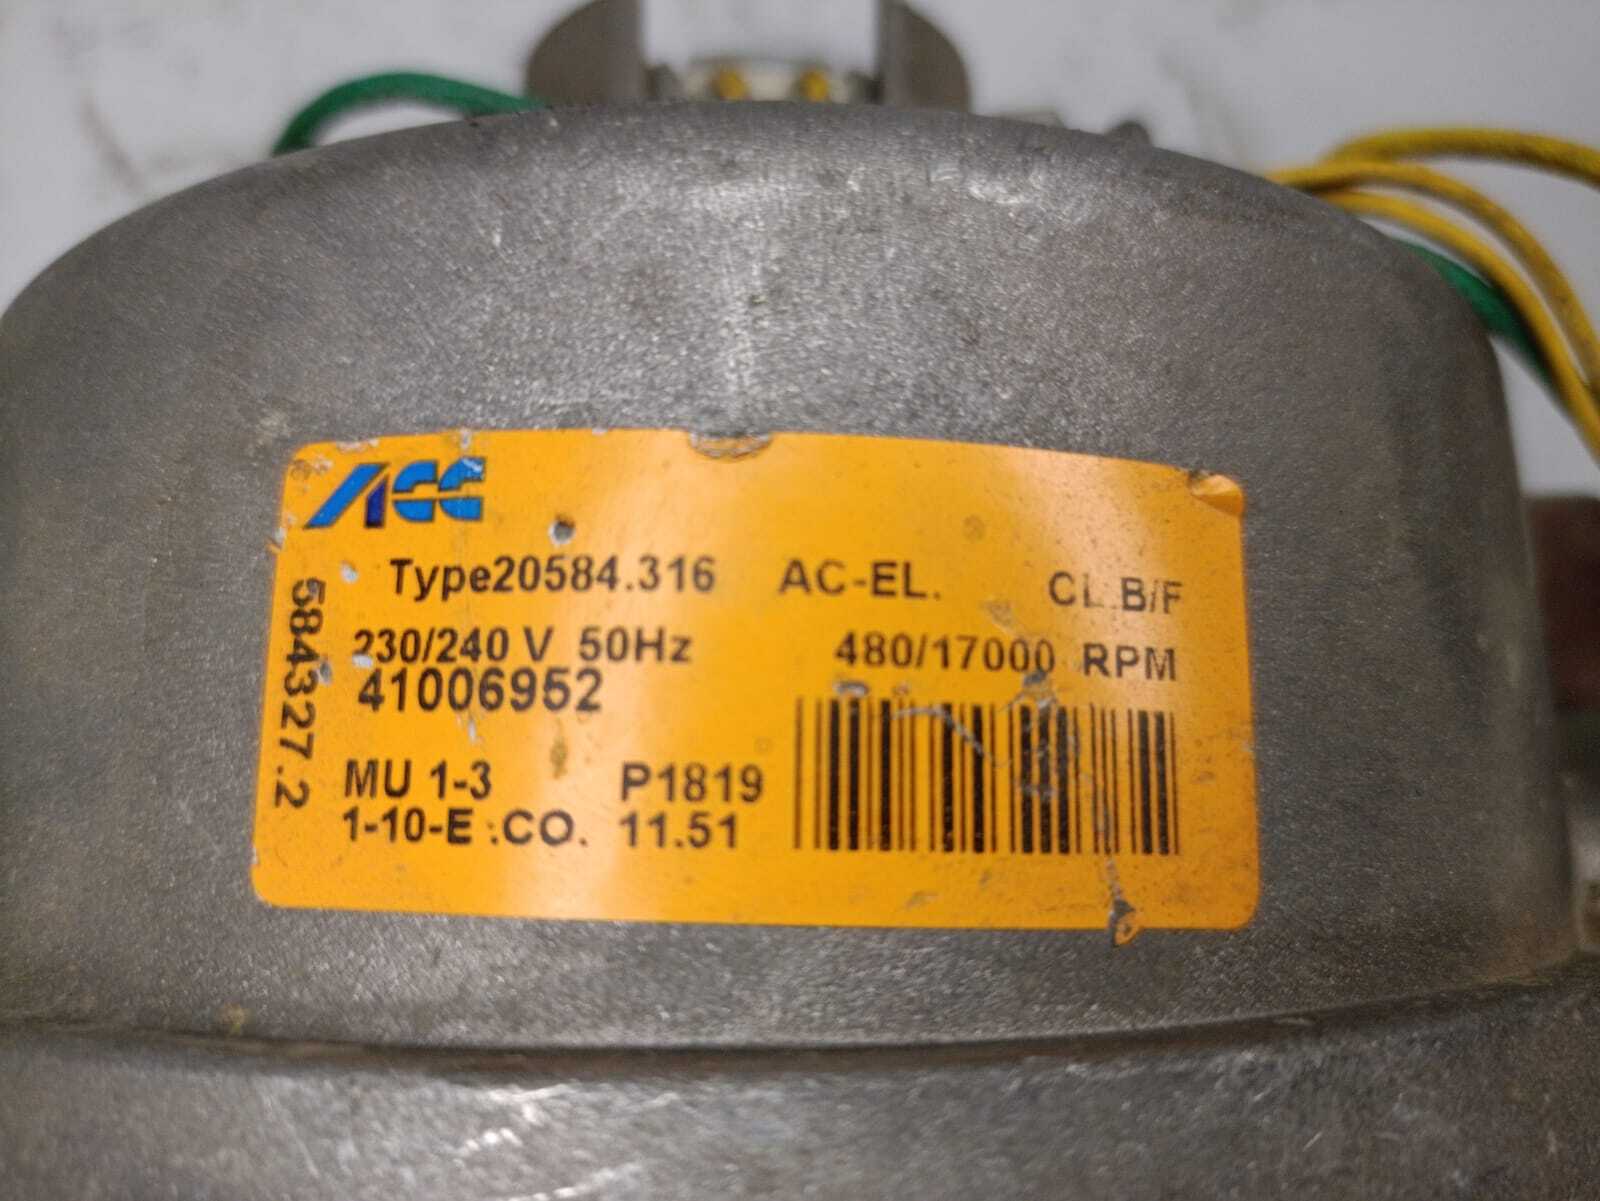 ACC
Type20584.316 AC-EL. CL.B/F
230/240 V 50Hz 480/17000 RPM
41006952
MU 1-3 P1819
1-10-E :CO. 11.51
584327.2